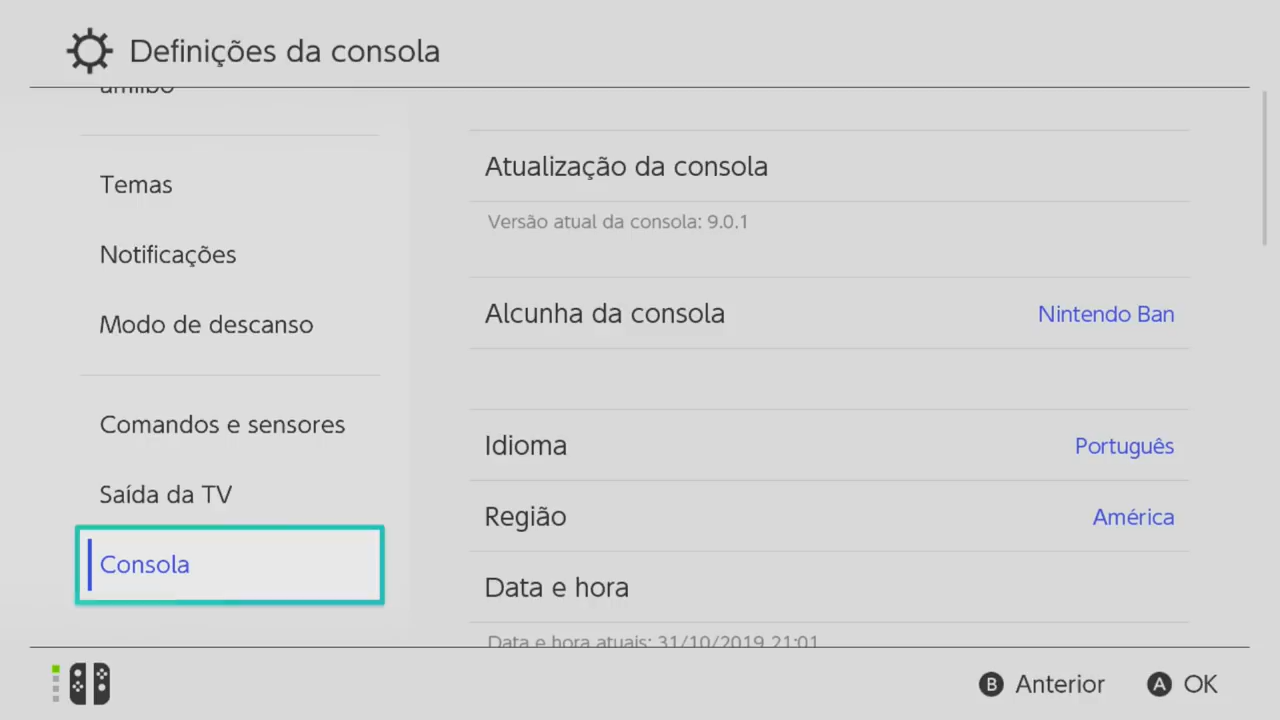 Definições da consola
amiibo
Temas
Notificações
Modo de descanso
Comandos e sensores
Saída da TV
Consola
Atualização da consola
Versão atual da consola: 9.0.1
Alcunha da consola
Nintendo Ban
Idioma
Português
Região
América
Data e hora
Data e hora atuais: 31/10/2019 21:01
B Anterior
A OK